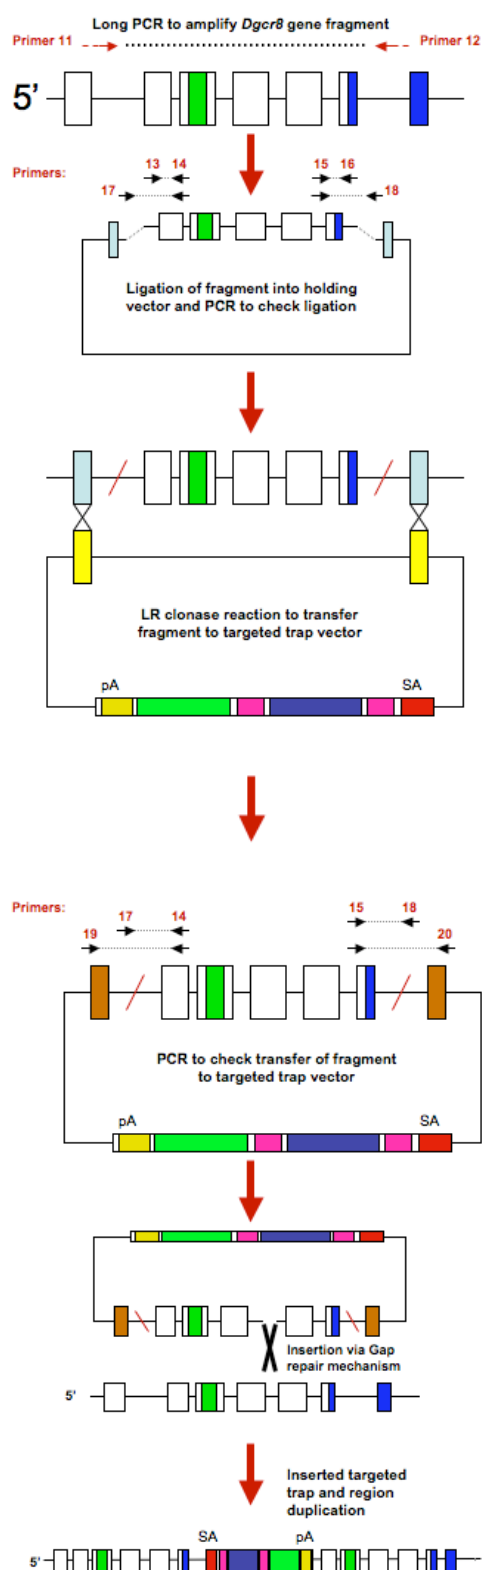 Long PCR to amplify Dgcr8 gene fragment
Primer 11
Primer 12
5’
Primers:
13 14
15 16
17
18
Ligation of fragment into holding
vector and PCR to check ligation
LR clonase reaction to transfer
fragment to targeted trap vector
pA
SA
Primers:
17 14
15 18
19
20
PCR to check transfer of fragment
to targeted trap vector
pA
SA
Insertion via Gap
repair mechanism
5’
Inserted targeted
trap and region
duplication
SA
pA
5’